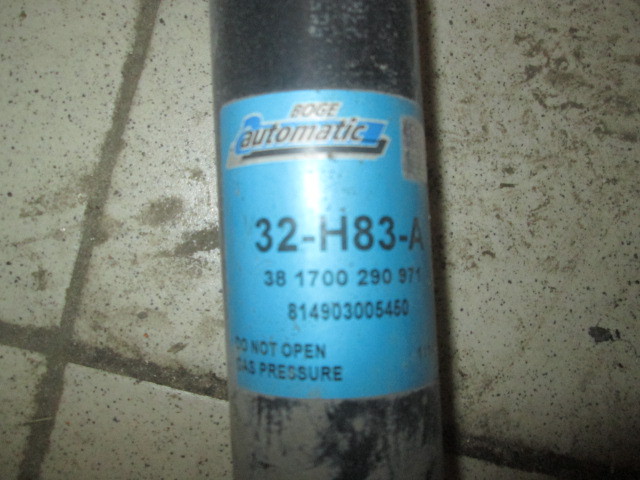 BOGE
automatic
32-H83-A
38 1700 290 971
814903005450
DO NOT OPEN
GAS PRESSURE